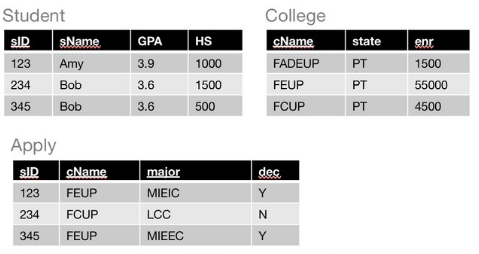 Student
sID sName GPA HS
123 Amy 3.9 1000
234 Bob 3.6 1500
345 Bob 3.6 500
College
cName state enr
FADEUP PT 1500
FEUP PT 55000
FCUP PT 4500
Apply
sID cName maior dec
123 FEUP MIEIC Y
234 FCUP LCC N
345 FEUP MIEEC Y